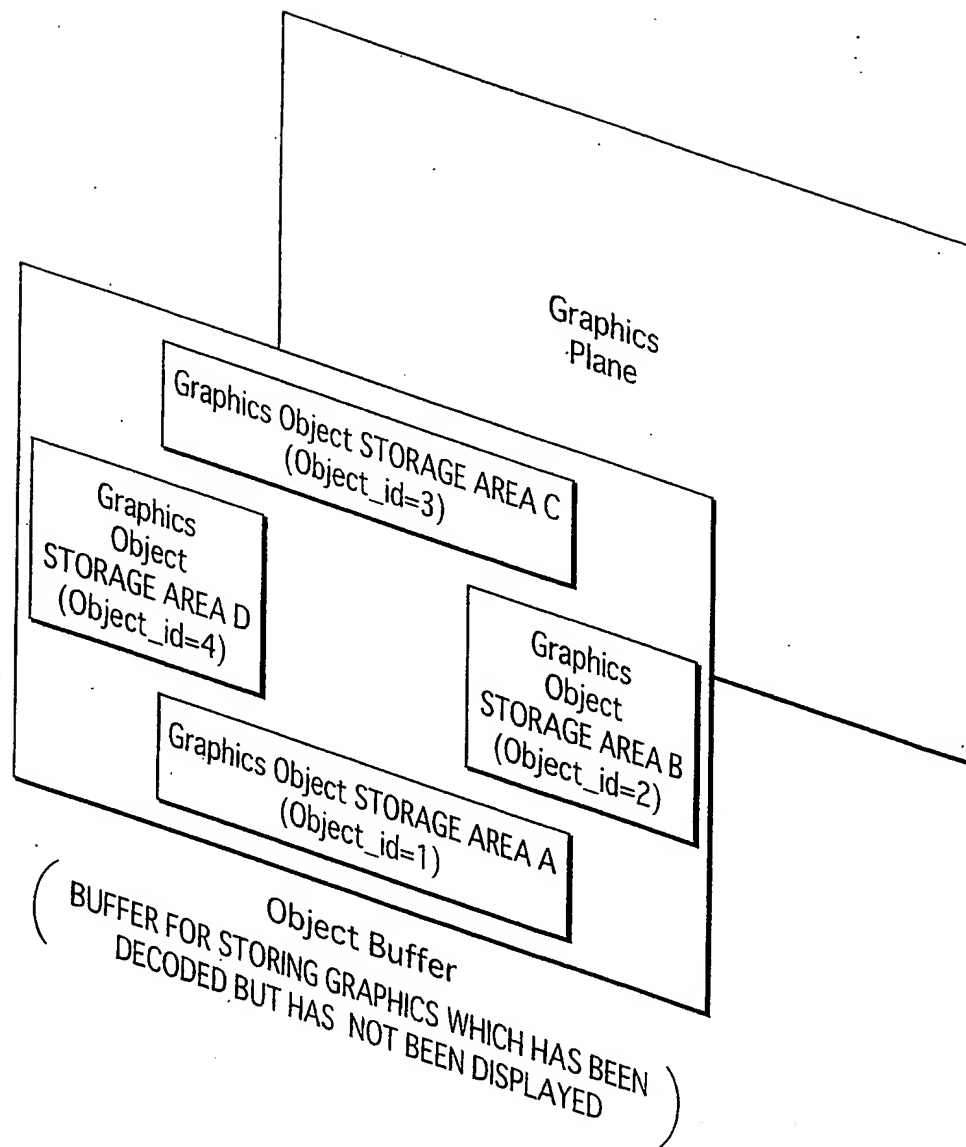 Graphics
Plane
Graphics Object STORAGE AREA C
(Object_id=3)
Graphics
Object
STORAGE AREA D
(Object_id=4)
Graphics
Object
STORAGE AREA B
(Object_id=2)
Graphics Object STORAGE AREA A
(Object_id=1)
Object Buffer
( BUFFER FOR STORING GRAPHICS WHICH HAS BEEN
DECODED BUT HAS NOT BEEN DISPLAYED )